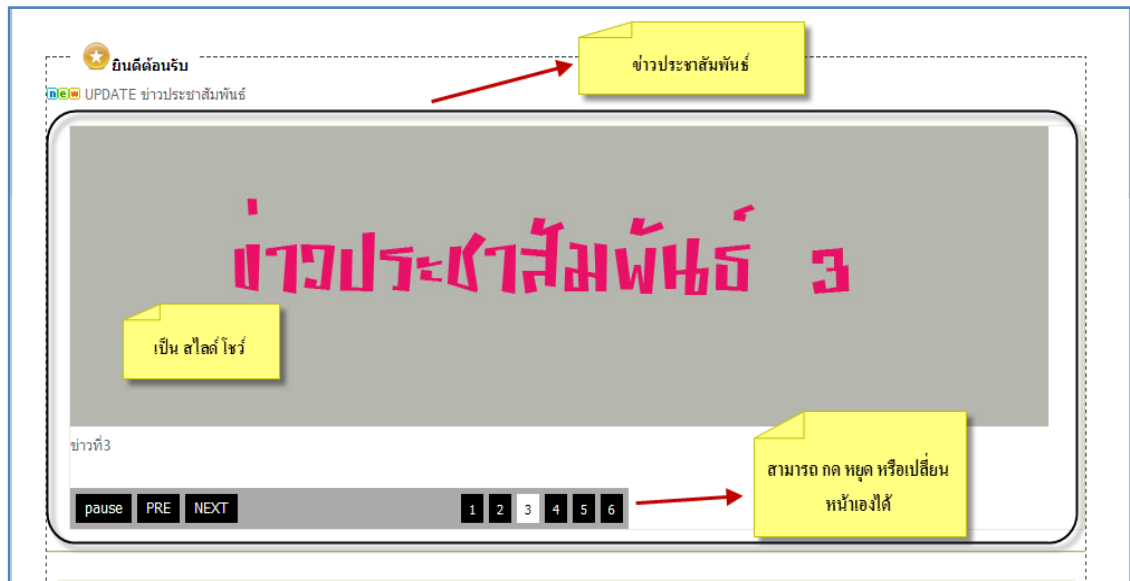 ยินดีต้อนรับ
ข่าวประชาสัมพันธ์
new UPDATE ข่าวประชาสัมพันธ์
ข่าวประชาสัมพันธ์ 3
เป็น สไลด์ โชว์
ข่าวที่3
สามารถ กด หยุด หรือเปลี่ยน
หน้าเองได้
pause PRE NEXT 1 2 3 4 5 6